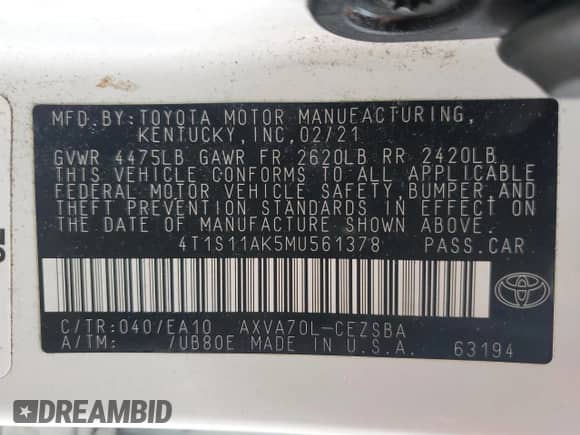 MFD.BY:TOYOTA MOTOR MANUFACTURING,
KENTUCKY,INC.02/21
GVWR 4475LB GAWR FR 2620LB RR 2420LB
THIS VEHICLE CONFORMS TO ALL APPLICABLE
FEDERAL MOTOR VEHICLE SAFETY,BUMPER,AND
THEFT PREVENTION STANDARDS IN EFFECT ON
THE DATE OF MANUFACTURE SHOWN ABOVE.
4T1S11AK5MU561378 PASS.CAR
C/TR:040/EA10 AXVA70L-CEZSBA
A/TM: /UB80E MADE IN U.S.A. 63194
DREAMBID